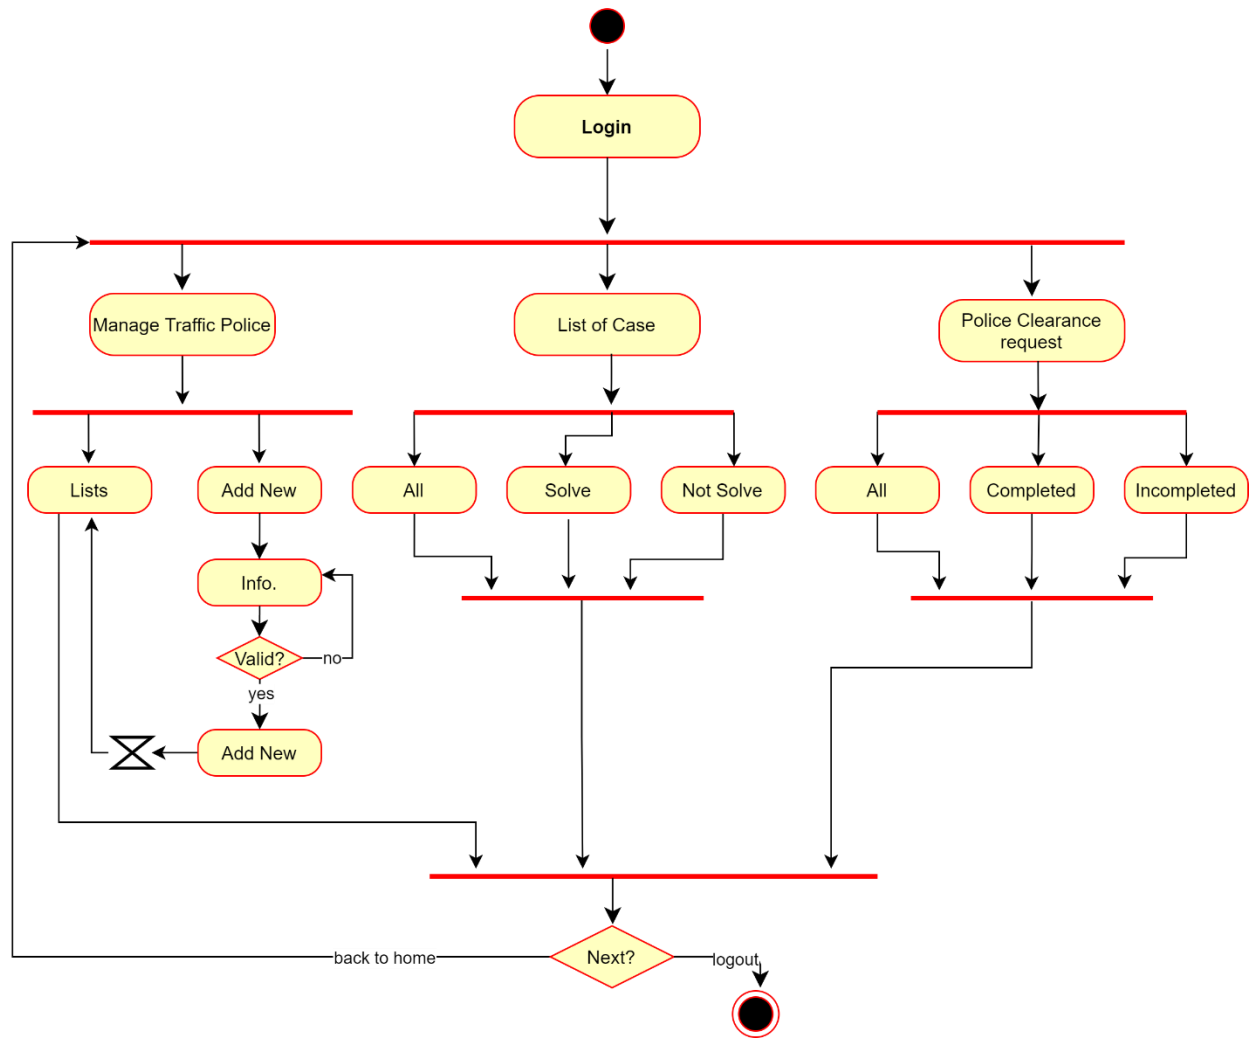 Login
Manage Traffic Police
List of Case
Police Clearance
request
Lists
Add New
All
Solve
Not Solve
All
Completed
Incompleted
Info.
Valid?
no
yes
Add New
back to home
Next?
logout